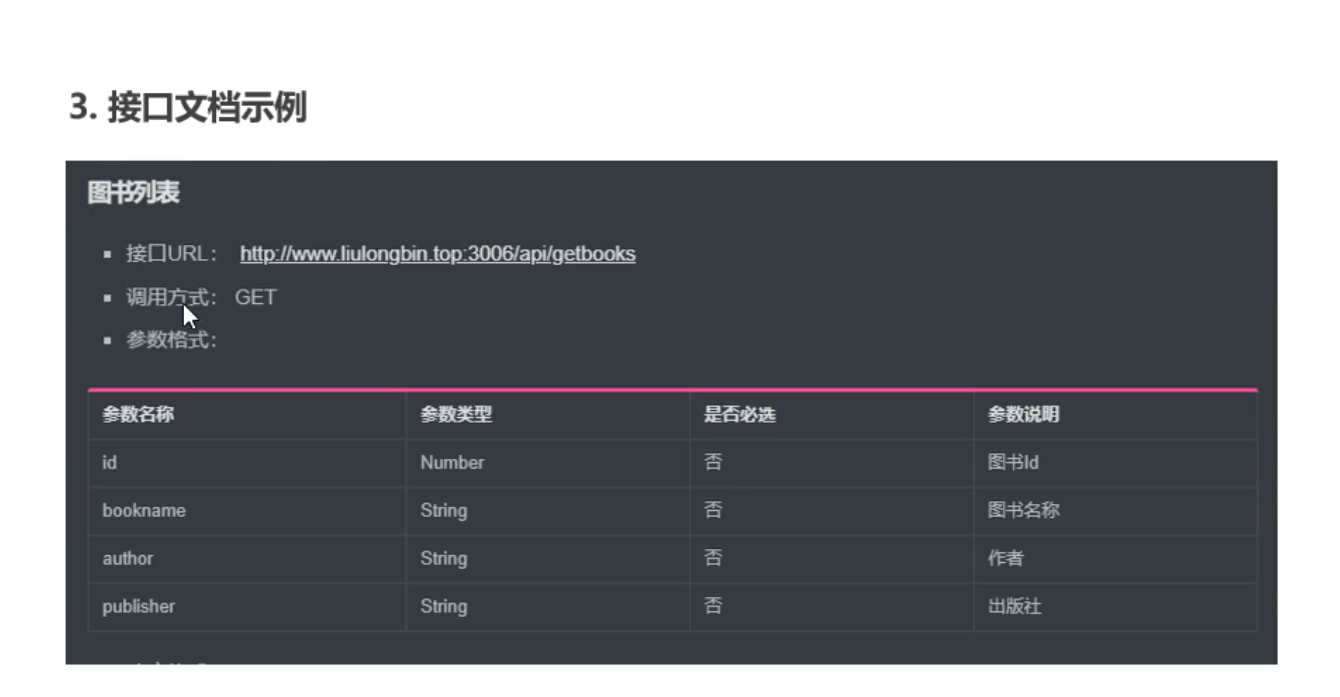 3. 接口文档示例
图书列表
▪ 接口URL： http://www.liulongbin.top:3006/api/getbooks
▪ 调用方式： GET
▪ 参数格式：
参数名称 参数类型 是否必选 参数说明
id Number 否 图书Id
bookname String 否 图书名称
author String 否 作者
publisher String 否 出版社